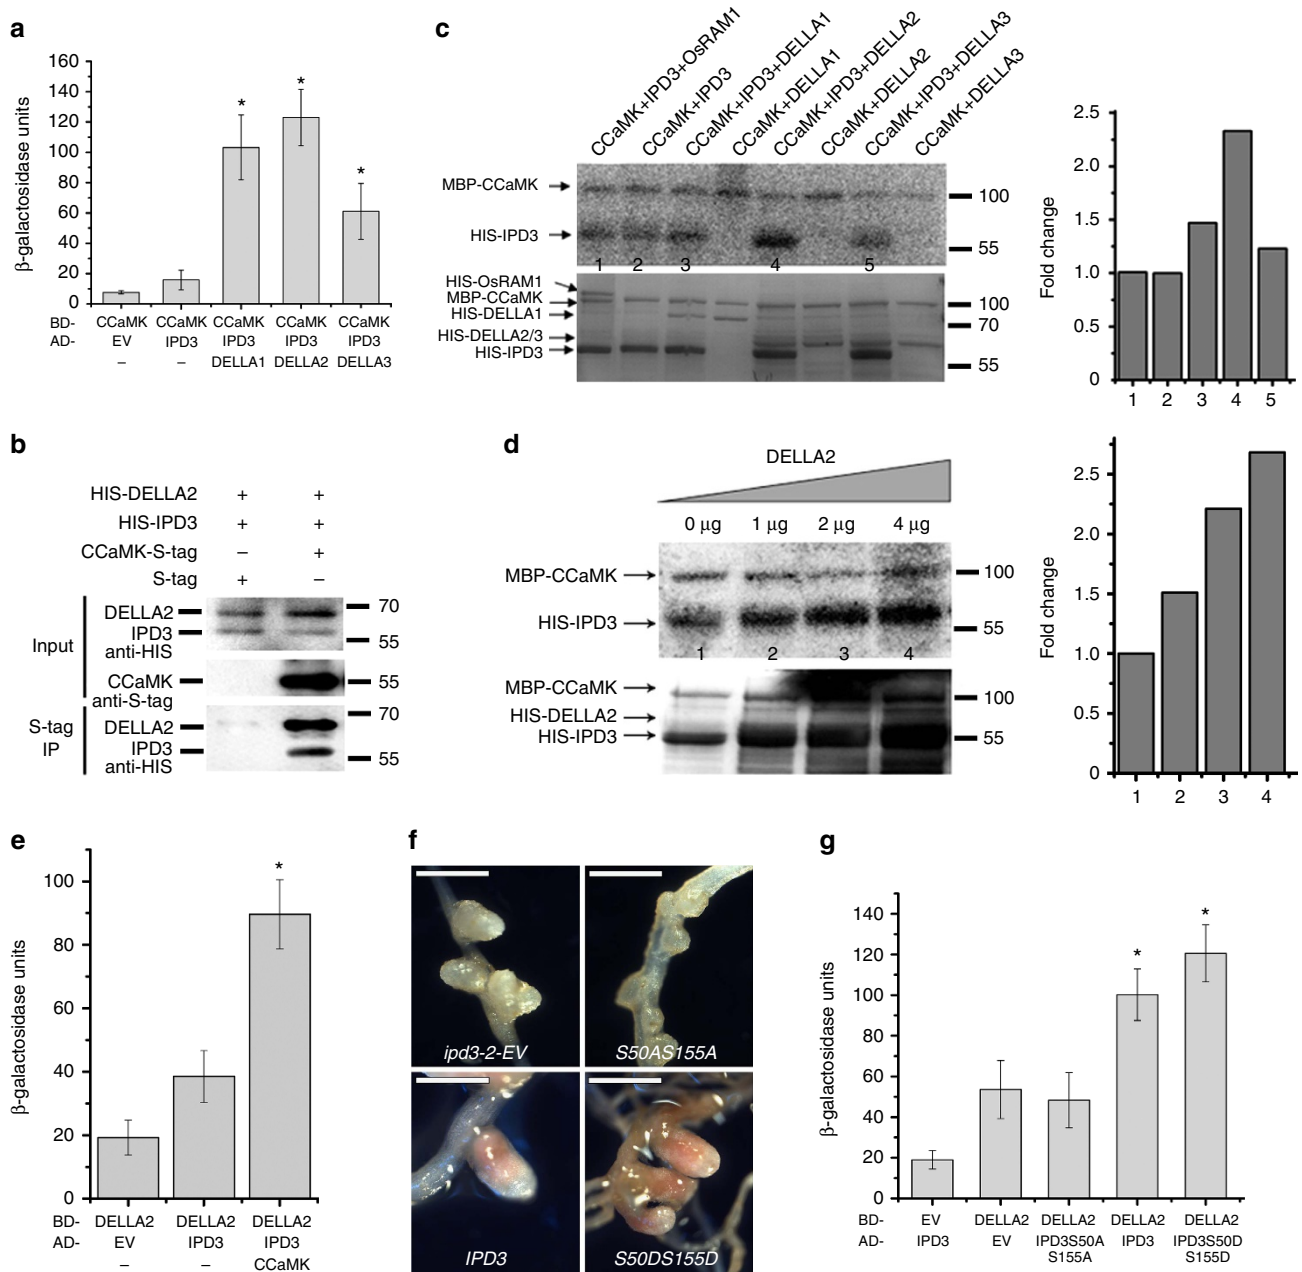 a
160
140
120
100
80
60
40
20
0
β-galactosidase units
* * *
BD- CCaMK CCaMK CCaMK CCaMK CCaMK
AD- EV IPD3 IPD3 IPD3 IPD3
– – DELLA1 DELLA2 DELLA3
c
CCaMK+IPD3+OsRAM1
CCaMK+IPD3
CCaMK+IPD3+DELLA1
CCaMK+DELLA1
CCaMK+IPD3+DELLA2
CCaMK+DELLA2
CCaMK+IPD3+DELLA3
CCaMK+DELLA3
MBP-CCaMK
100
HIS-IPD3
55
1 2 3 4 5
HIS-OsRAM1
MBP-CCaMK
100
HIS-DELLA1
70
HIS-DELLA2/3
HIS-IPD3
55
2.5
2.0
1.5
1.0
0.5
0
Fold change
1 2 3 4 5
b
HIS-DELLA2 + +
HIS-IPD3 + +
CCaMK-S-tag – +
S-tag + –
Input
DELLA2
70
IPD3
55
anti-HIS
CCaMK
55
anti-S-tag
S-tag
IP
DELLA2
70
IPD3
55
anti-HIS
d
DELLA2
0 μg 1 μg 2 μg 4 μg
MBP-CCaMK
100
HIS-IPD3
55
1 2 3 4
MBP-CCaMK
100
HIS-DELLA2
HIS-IPD3
55
2.5
2.0
1.5
1.0
0.5
0
Fold change
1 2 3 4
e
100
80
60
40
20
0
β-galactosidase units
*
BD- DELLA2 DELLA2 DELLA2
AD- EV IPD3 IPD3
– – CCaMK
f
ipd3-2-EV
S50AS155A
IPD3
S50DS155D
g
140
120
100
80
60
40
20
0
β-galactosidase units
* *
BD- EV DELLA2 DELLA2 DELLA2 DELLA2
AD- IPD3 EV IPD3S50A IPD3 IPD3S50D
S155A S155D